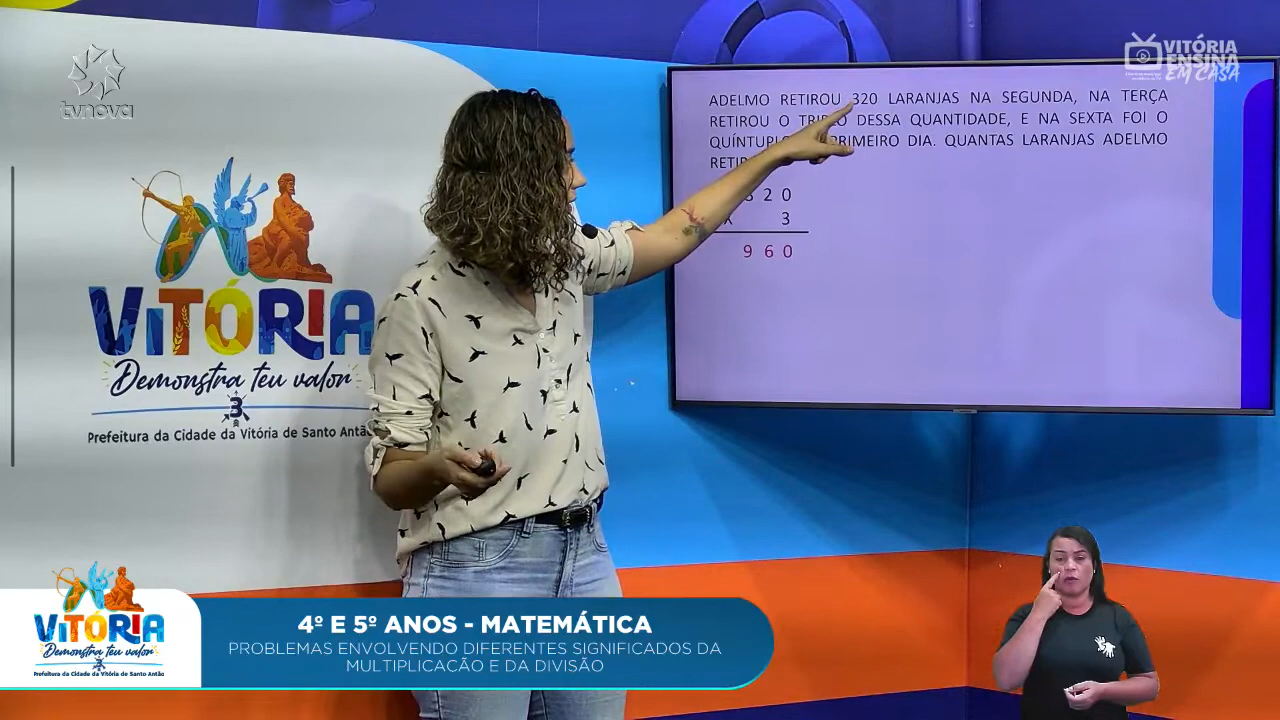 tvnova
VITÓRIA
ENSINA
EM CASA
ADELMO RETIROU 320 LARANJAS NA SEGUNDA, NA TERÇA
RETIROU O DESSA QUANTIDADE, E NA SEXTA FOI O
DIA. QUANTAS LARANJAS ADELMO
2 0
X 3
9 6 0
VITÓRIA
Demonstra teu valor
Prefeitura da Cidade da Vitória de Santo Antão
4º E 5º ANOS - MATEMÁTICA
PROBLEMAS ENVOLVENDO DIFERENTES SIGNIFICADOS DA
MULTIPLICAÇÃO E DA DIVISÃO
VITÓRIA
Demonstra teu valor
Prefeitura da Cidade da Vitória de Santo Antão